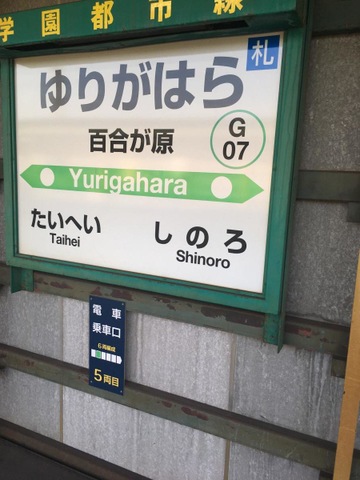 学園都市線
札
ゆりがはら
百合が原
G
07
Yurigahara
たいへい
Taihei
しのろ
Shinoro
電車
乗車口
6両編成
5両目